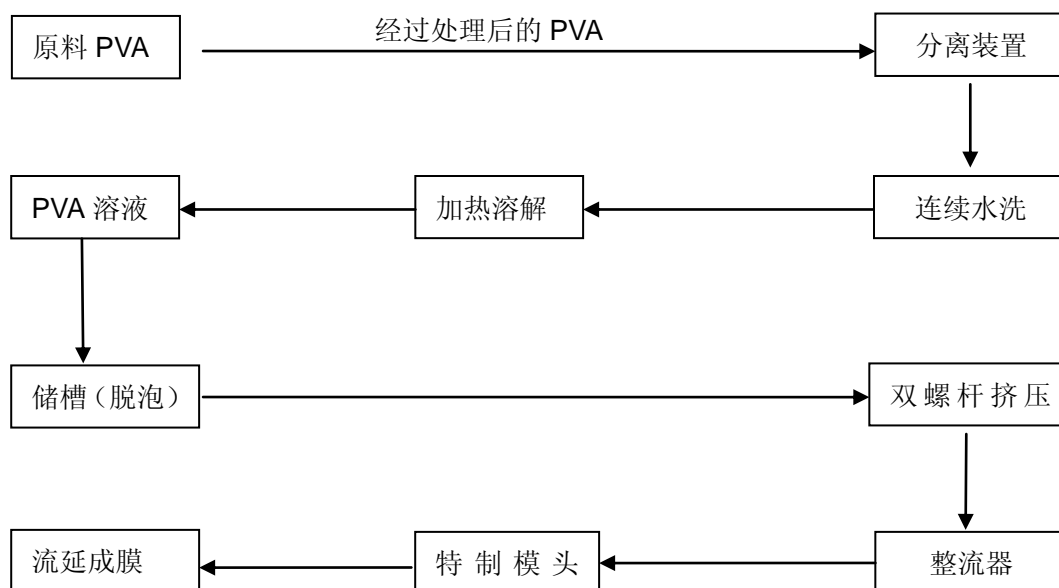 原料 PVA
经过处理后的 PVA
分离装置
PVA 溶液
加热溶解
连续水洗
储槽（脱泡）
双螺杆挤压
流延成膜
特制模头
整流器